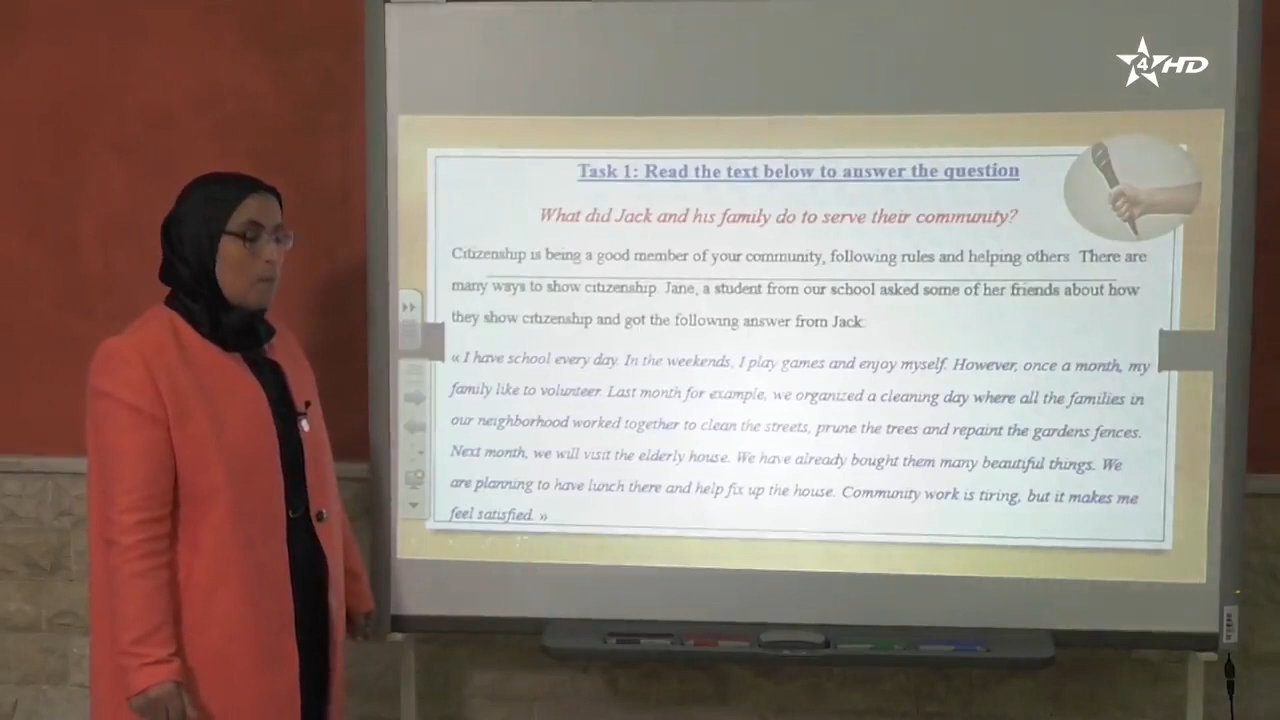 4 HD
Task 1: Read the text below to answer the question
What did Jack and his family do to serve their community?
Citizenship is being a good member of your community, following rules and helping others There are
many ways to show citizenship. Jane, a student from our school asked some of her friends about how
they show citizenship and got the following answer from Jack:
« I have school every day. In the weekends, I play games and enjoy myself. However, once a month, my
family like to volunteer. Last month for example, we organized a cleaning day where all the families in
our neighborhood worked together to clean the streets, prune the trees and repaint the gardens fences.
Next month, we will visit the elderly house. We have already bought them many beautiful things. We
are planning to have lunch there and help fix up the house. Community work is tiring, but it makes me
feel satisfied. »